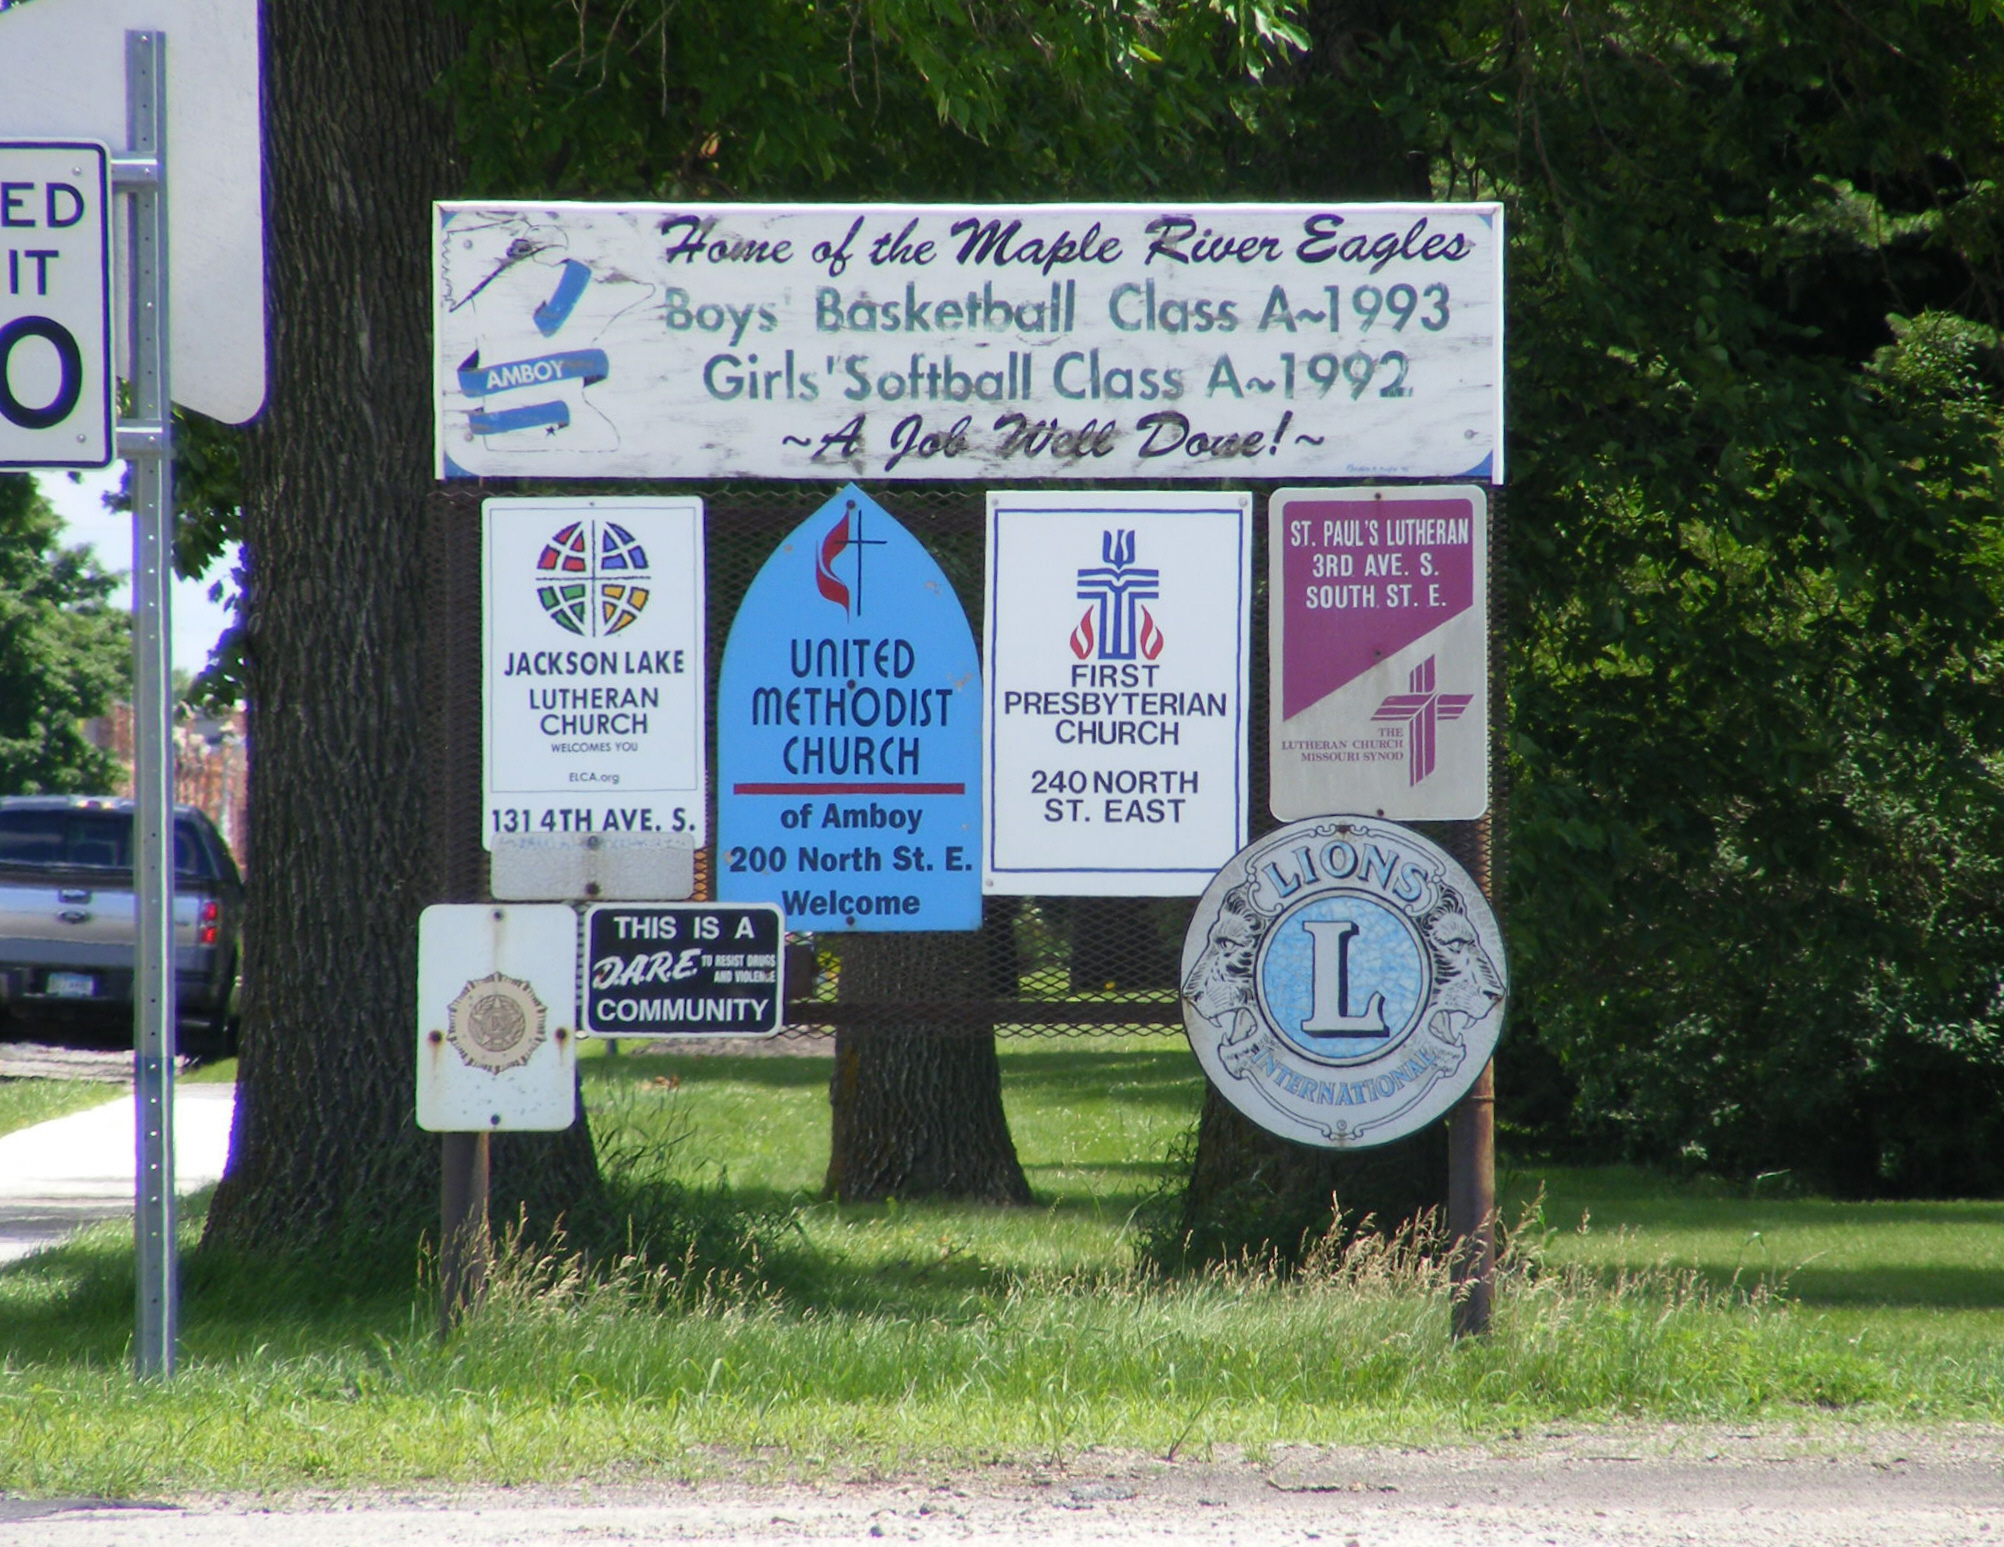 ED
IT
0
Home of the Maple River Eagles
Boys' Basketball Class A~1993
Girls' Softball Class A~1992
~A Job Well Done!~
AMBOY
JACKSON LAKE
LUTHERAN
CHURCH
WELCOMES YOU
ELCA.org
131 4TH AVE. S.
UNITED
METHODIST
CHURCH
of Amboy
200 North St. E.
Welcome
FIRST
PRESBYTERIAN
CHURCH
240 NORTH
ST. EAST
ST. PAUL'S LUTHERAN
3RD AVE. S.
SOUTH ST. E.
THE
LUTHERAN CHURCH
MISSOURI SYNOD
THIS IS A
D.A.R.E. TO RESIST DRUGS
AND VIOLENCE
COMMUNITY
LIONS
L
INTERNATIONAL